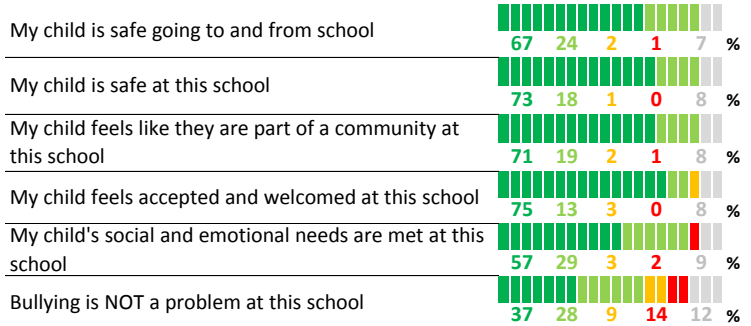 My child is safe going to and from school
67 24 2 1 7 %
My child is safe at this school
73 18 1 0 8 %
My child feels like they are part of a community at
this school
71 19 2 1 8 %
My child feels accepted and welcomed at this school
75 13 3 0 8 %
My child's social and emotional needs are met at this
school
57 29 3 2 9 %
Bullying is NOT a problem at this school
37 28 9 14 12 %